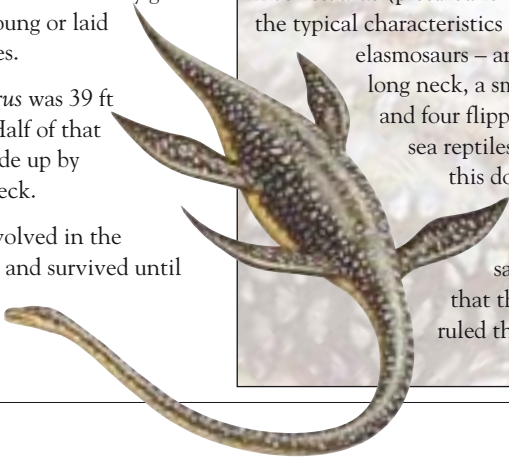 oung or laid
es.
rus was 39 ft
Half of that
de up by
eck.
volved in the
and survived until
the typical characteristics
elasmosaurs – an
long neck, a sm
and four flipp
sea reptiles
this do
sa
that th
ruled th